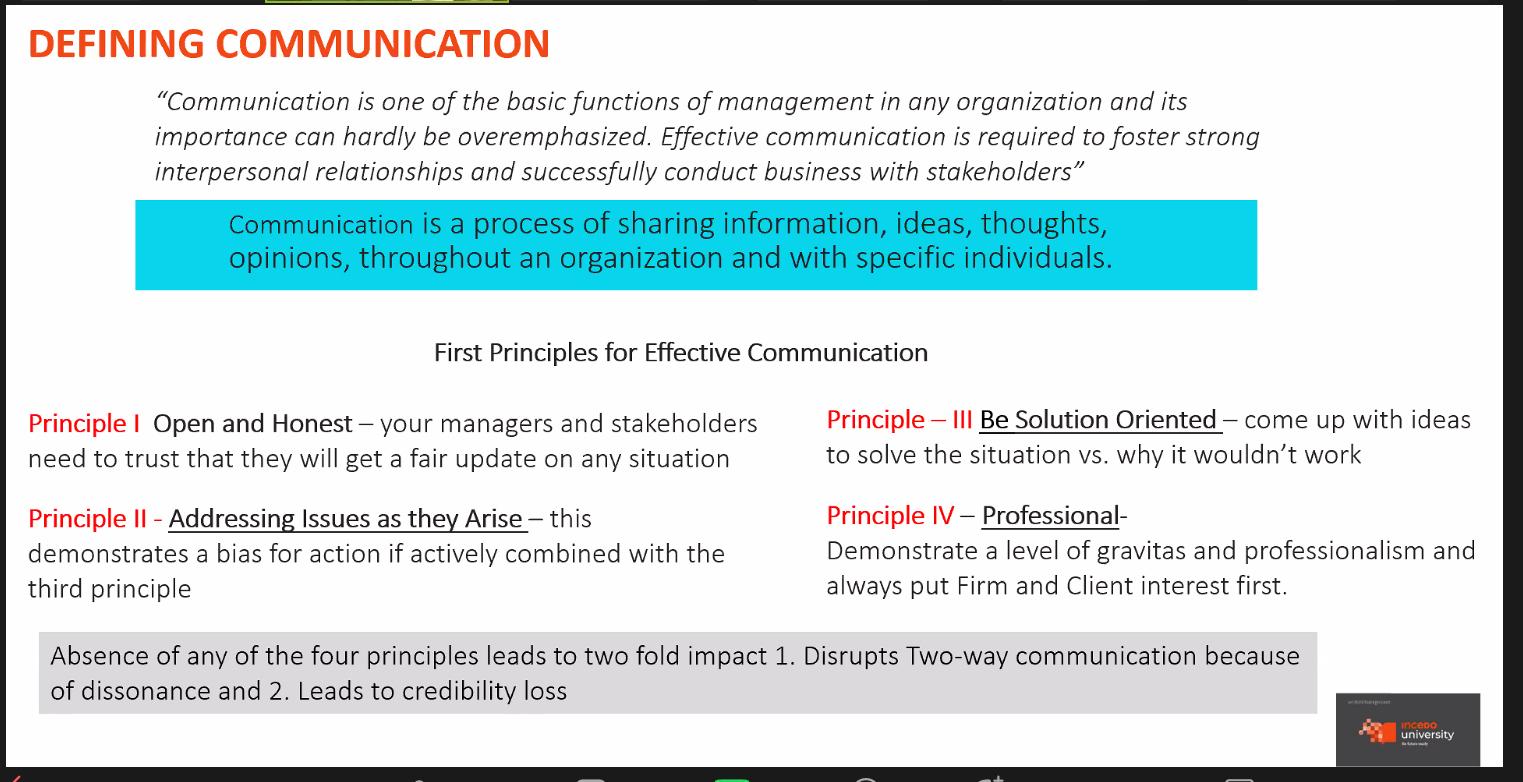 DEFINING COMMUNICATION
“Communication is one of the basic functions of management in any organization and its
importance can hardly be overemphasized. Effective communication is required to foster strong
interpersonal relationships and successfully conduct business with stakeholders”
Communication is a process of sharing information, ideas, thoughts,
opinions, throughout an organization and with specific individuals.
First Principles for Effective Communication
Principle I Open and Honest – your managers and stakeholders
need to trust that they will get a fair update on any situation
Principle II - Addressing Issues as they Arise – this
demonstrates a bias for action if actively combined with the
third principle
Principle – III Be Solution Oriented – come up with ideas
to solve the situation vs. why it wouldn’t work
Principle IV – Professional-
Demonstrate a level of gravitas and professionalism and
always put Firm and Client interest first.
Absence of any of the four principles leads to two fold impact 1. Disrupts Two-way communication because
of dissonance and 2. Leads to credibility loss
INCEDO
university
Be future ready